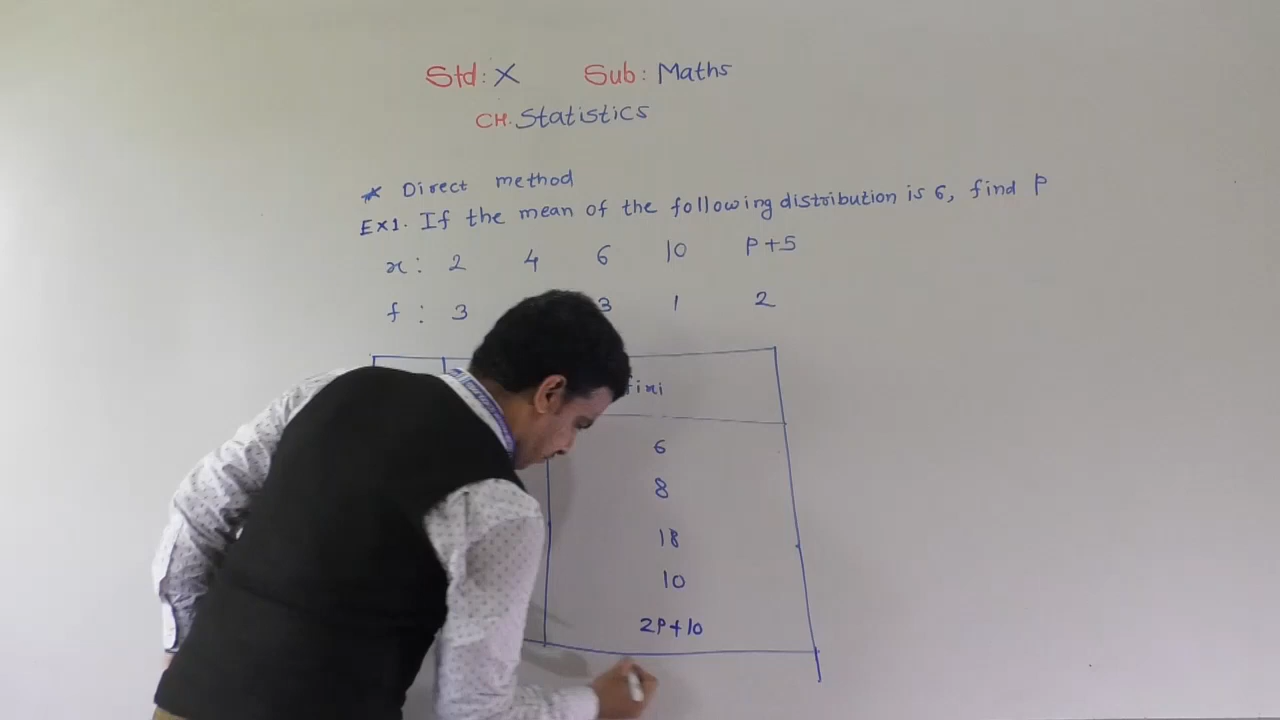 Std: X Sub: Maths
CH. Statistics
* Direct method
EX1. If the mean of the following distribution is 6, find P
x : 2 4 6 10 P+5
f : 3 3 1 2
fixi
6
8
18
10
2P+10